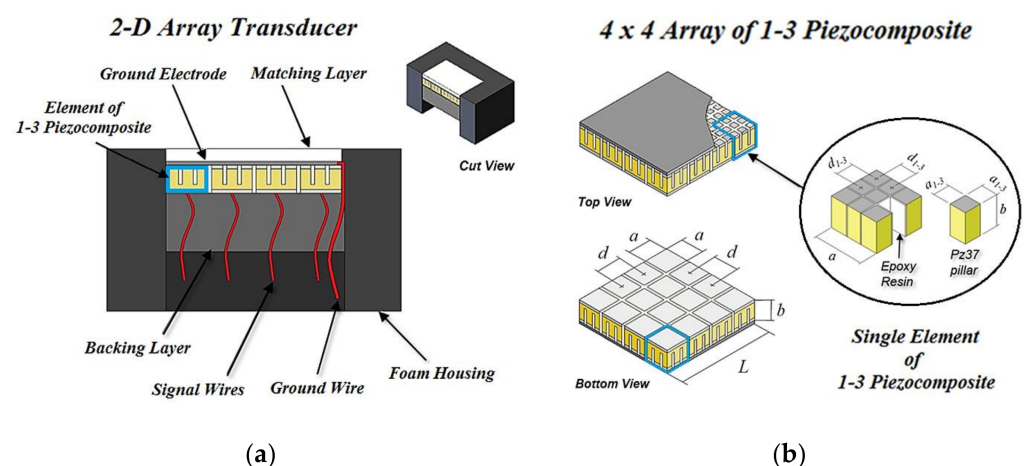 2-D Array Transducer
Ground Electrode
Matching Layer
Element of
1-3 Piezocomposite
Cut View
Backing Layer
Signal Wires
Ground Wire
Foam Housing
(a)
4 x 4 Array of 1-3 Piezocomposite
Top View
d1-3
d1-3
a1-3
a1-3
b
a
Epoxy
Resin
Pz37
pillar
a
a
d
d
b
L
Bottom View
Single Element
of
1-3 Piezocomposite
(b)